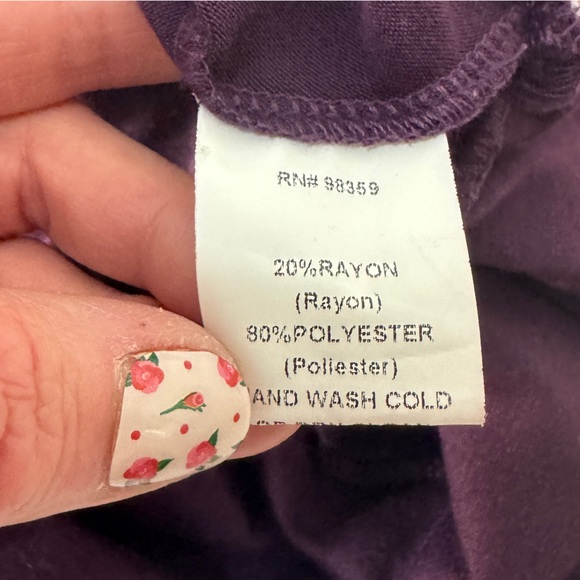 RN# 98359
20%RAYON
(Rayon)
80%POLYESTER
(Poliester)
AND WASH COLD